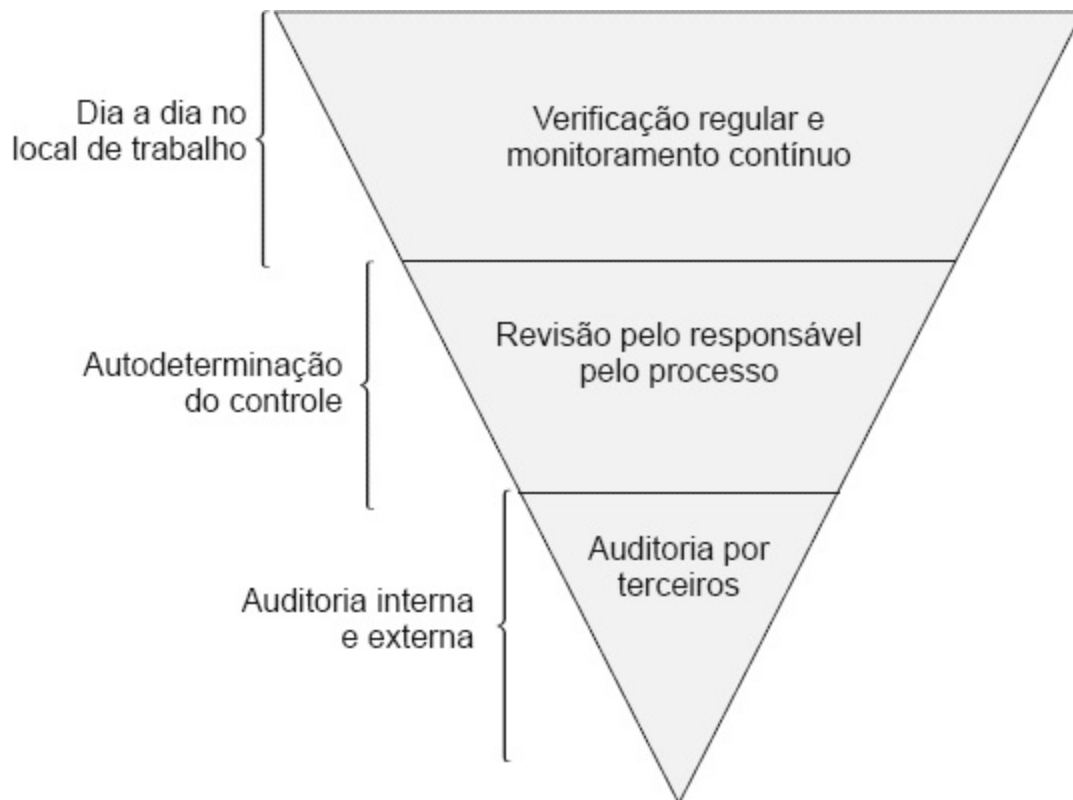 Dia a dia no
local de trabalho
Verificação regular e
monitoramento contínuo
Autodeterminação
do controle
Revisão pelo responsável
pelo processo
Auditoria interna
e externa
Auditoria por
terceiros